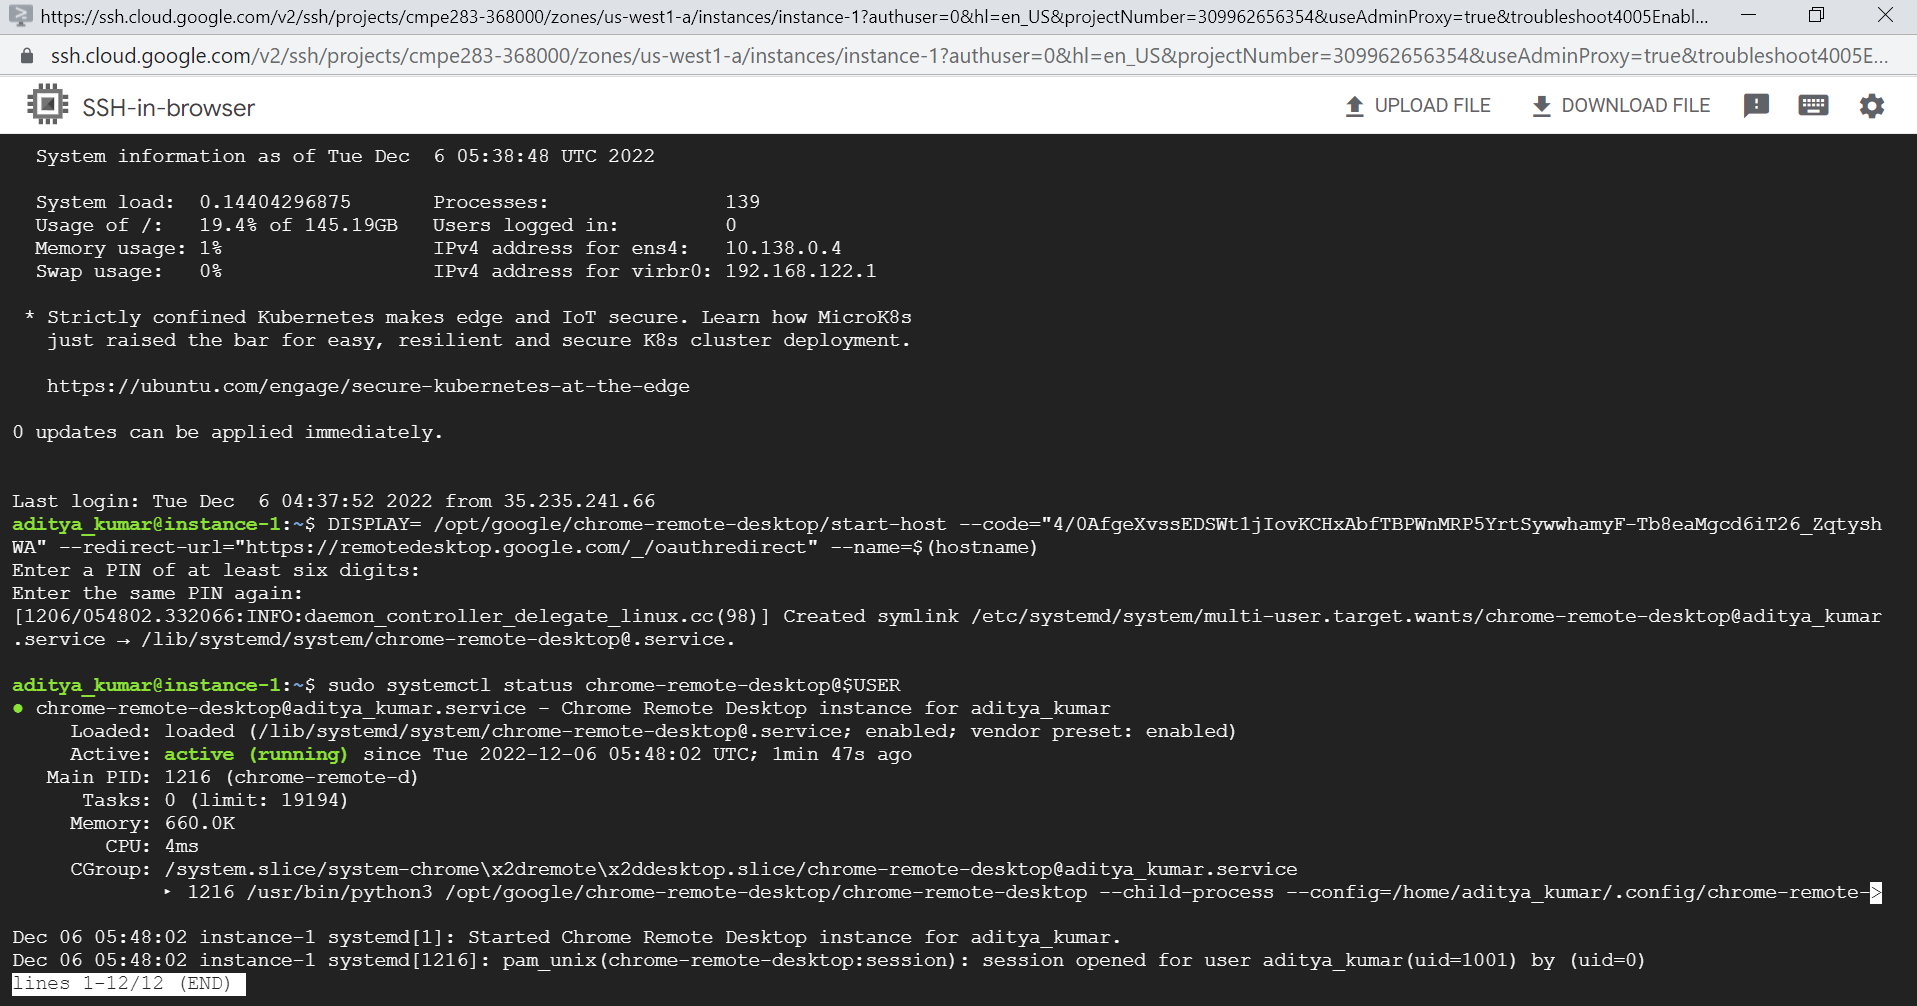 https://ssh.cloud.google.com/v2/ssh/projects/cmpe283-368000/zones/us-west1-a/instances/instance-1?authuser=0&hl=en_US&projectNumber=309962656354&useAdminProxy=true&troubleshoot4005Enabl...
ssh.cloud.google.com/v2/ssh/projects/cmpe283-368000/zones/us-west1-a/instances/instance-1?authuser=0&hl=en_US&projectNumber=309962656354&useAdminProxy=true&troubleshoot4005E...
SSH-in-browser UPLOAD FILE DOWNLOAD FILE
System information as of Tue Dec  6 05:38:48 UTC 2022
System load:  0.14404296875       Processes:               139
Usage of /:   19.4% of 145.19GB   Users logged in:         0
Memory usage: 1%                  IPv4 address for ens4:   10.138.0.4
Swap usage:   0%                  IPv4 address for virbr0: 192.168.122.1
* Strictly confined Kubernetes makes edge and IoT secure. Learn how MicroK8s
just raised the bar for easy, resilient and secure K8s cluster deployment.
https://ubuntu.com/engage/secure-kubernetes-at-the-edge
0 updates can be applied immediately.
Last login: Tue Dec  6 04:37:52 2022 from 35.235.241.66
aditya_kumar@instance-1:~$ DISPLAY= /opt/google/chrome-remote-desktop/start-host --code="4/0AfgeXvssEDSWt1jIovKCHxAbfTBPWnMRP5YrtSywwhamyF-Tb8eaMgcd6iT26_Zqtysh
WA" --redirect-url="https://remotedesktop.google.com/_/oauthredirect" --name=$(hostname)
Enter a PIN of at least six digits:
Enter the same PIN again:
[1206/054802.332066:INFO:daemon_controller_delegate_linux.cc(98)] Created symlink /etc/systemd/system/multi-user.target.wants/chrome-remote-desktop@aditya_kumar
.service → /lib/systemd/system/chrome-remote-desktop@.service.
aditya_kumar@instance-1:~$ sudo systemctl status chrome-remote-desktop@$USER
● chrome-remote-desktop@aditya_kumar.service - Chrome Remote Desktop instance for aditya_kumar
Loaded: loaded (/lib/systemd/system/chrome-remote-desktop@.service; enabled; vendor preset: enabled)
Active: active (running) since Tue 2022-12-06 05:48:02 UTC; 1min 47s ago
Main PID: 1216 (chrome-remote-d)
Tasks: 0 (limit: 19194)
Memory: 660.0K
CPU: 4ms
CGroup: /system.slice/system-chrome\x2dremote\x2ddesktop.slice/chrome-remote-desktop@aditya_kumar.service
‣ 1216 /usr/bin/python3 /opt/google/chrome-remote-desktop/chrome-remote-desktop --child-process --config=/home/aditya_kumar/.config/chrome-remote->
Dec 06 05:48:02 instance-1 systemd[1]: Started Chrome Remote Desktop instance for aditya_kumar.
Dec 06 05:48:02 instance-1 systemd[1216]: pam_unix(chrome-remote-desktop:session): session opened for user aditya_kumar(uid=1001) by (uid=0)
lines 1-12/12 (END)